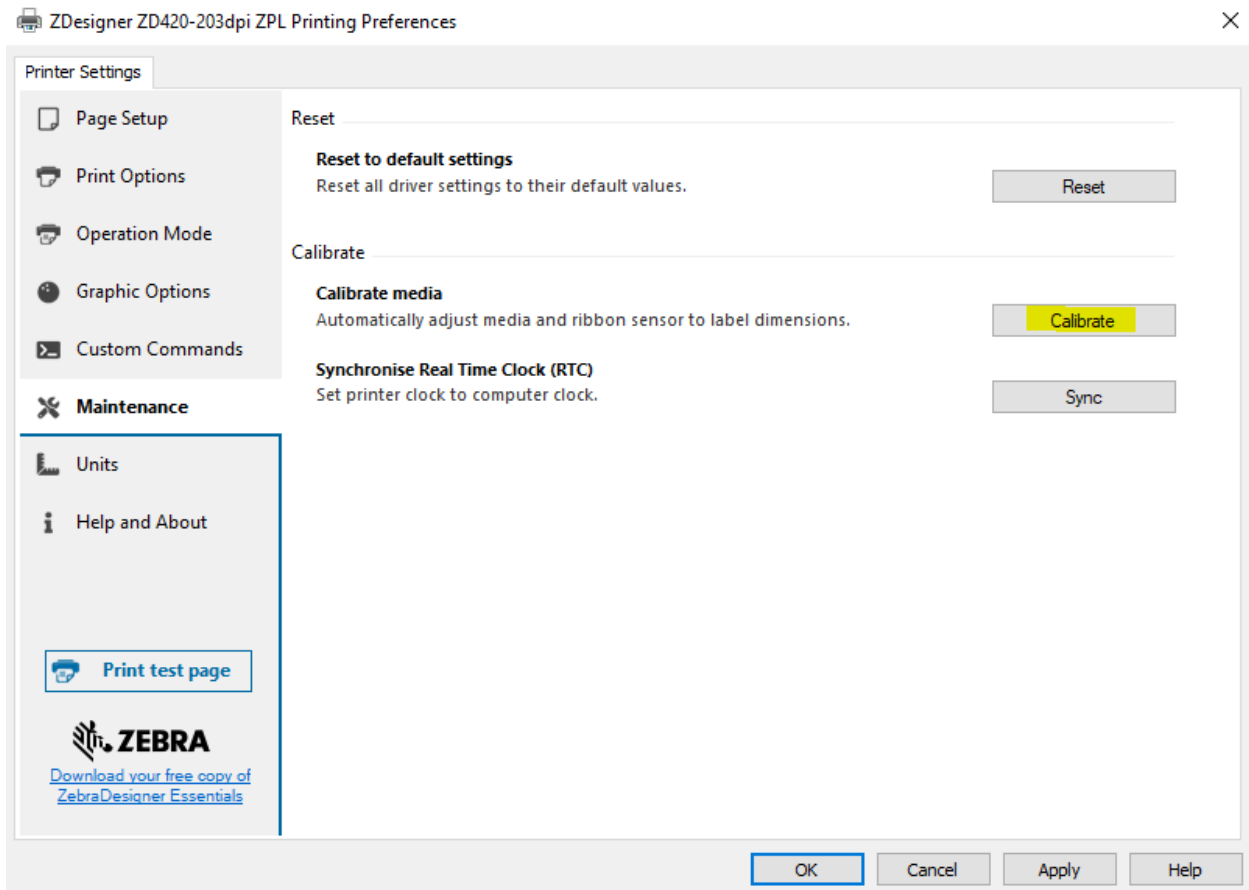 ZDesigner ZD420-203dpi ZPL Printing Preferences
Printer Settings
Page Setup
Print Options
Operation Mode
Graphic Options
Custom Commands
Maintenance
Units
Help and About
Print test page
ZEBRA
Download your free copy of
ZebraDesigner Essentials
Reset
Reset to default settings
Reset all driver settings to their default values.
Reset
Calibrate
Calibrate media
Automatically adjust media and ribbon sensor to label dimensions.
Calibrate
Synchronise Real Time Clock (RTC)
Set printer clock to computer clock.
Sync
OK
Cancel
Apply
Help